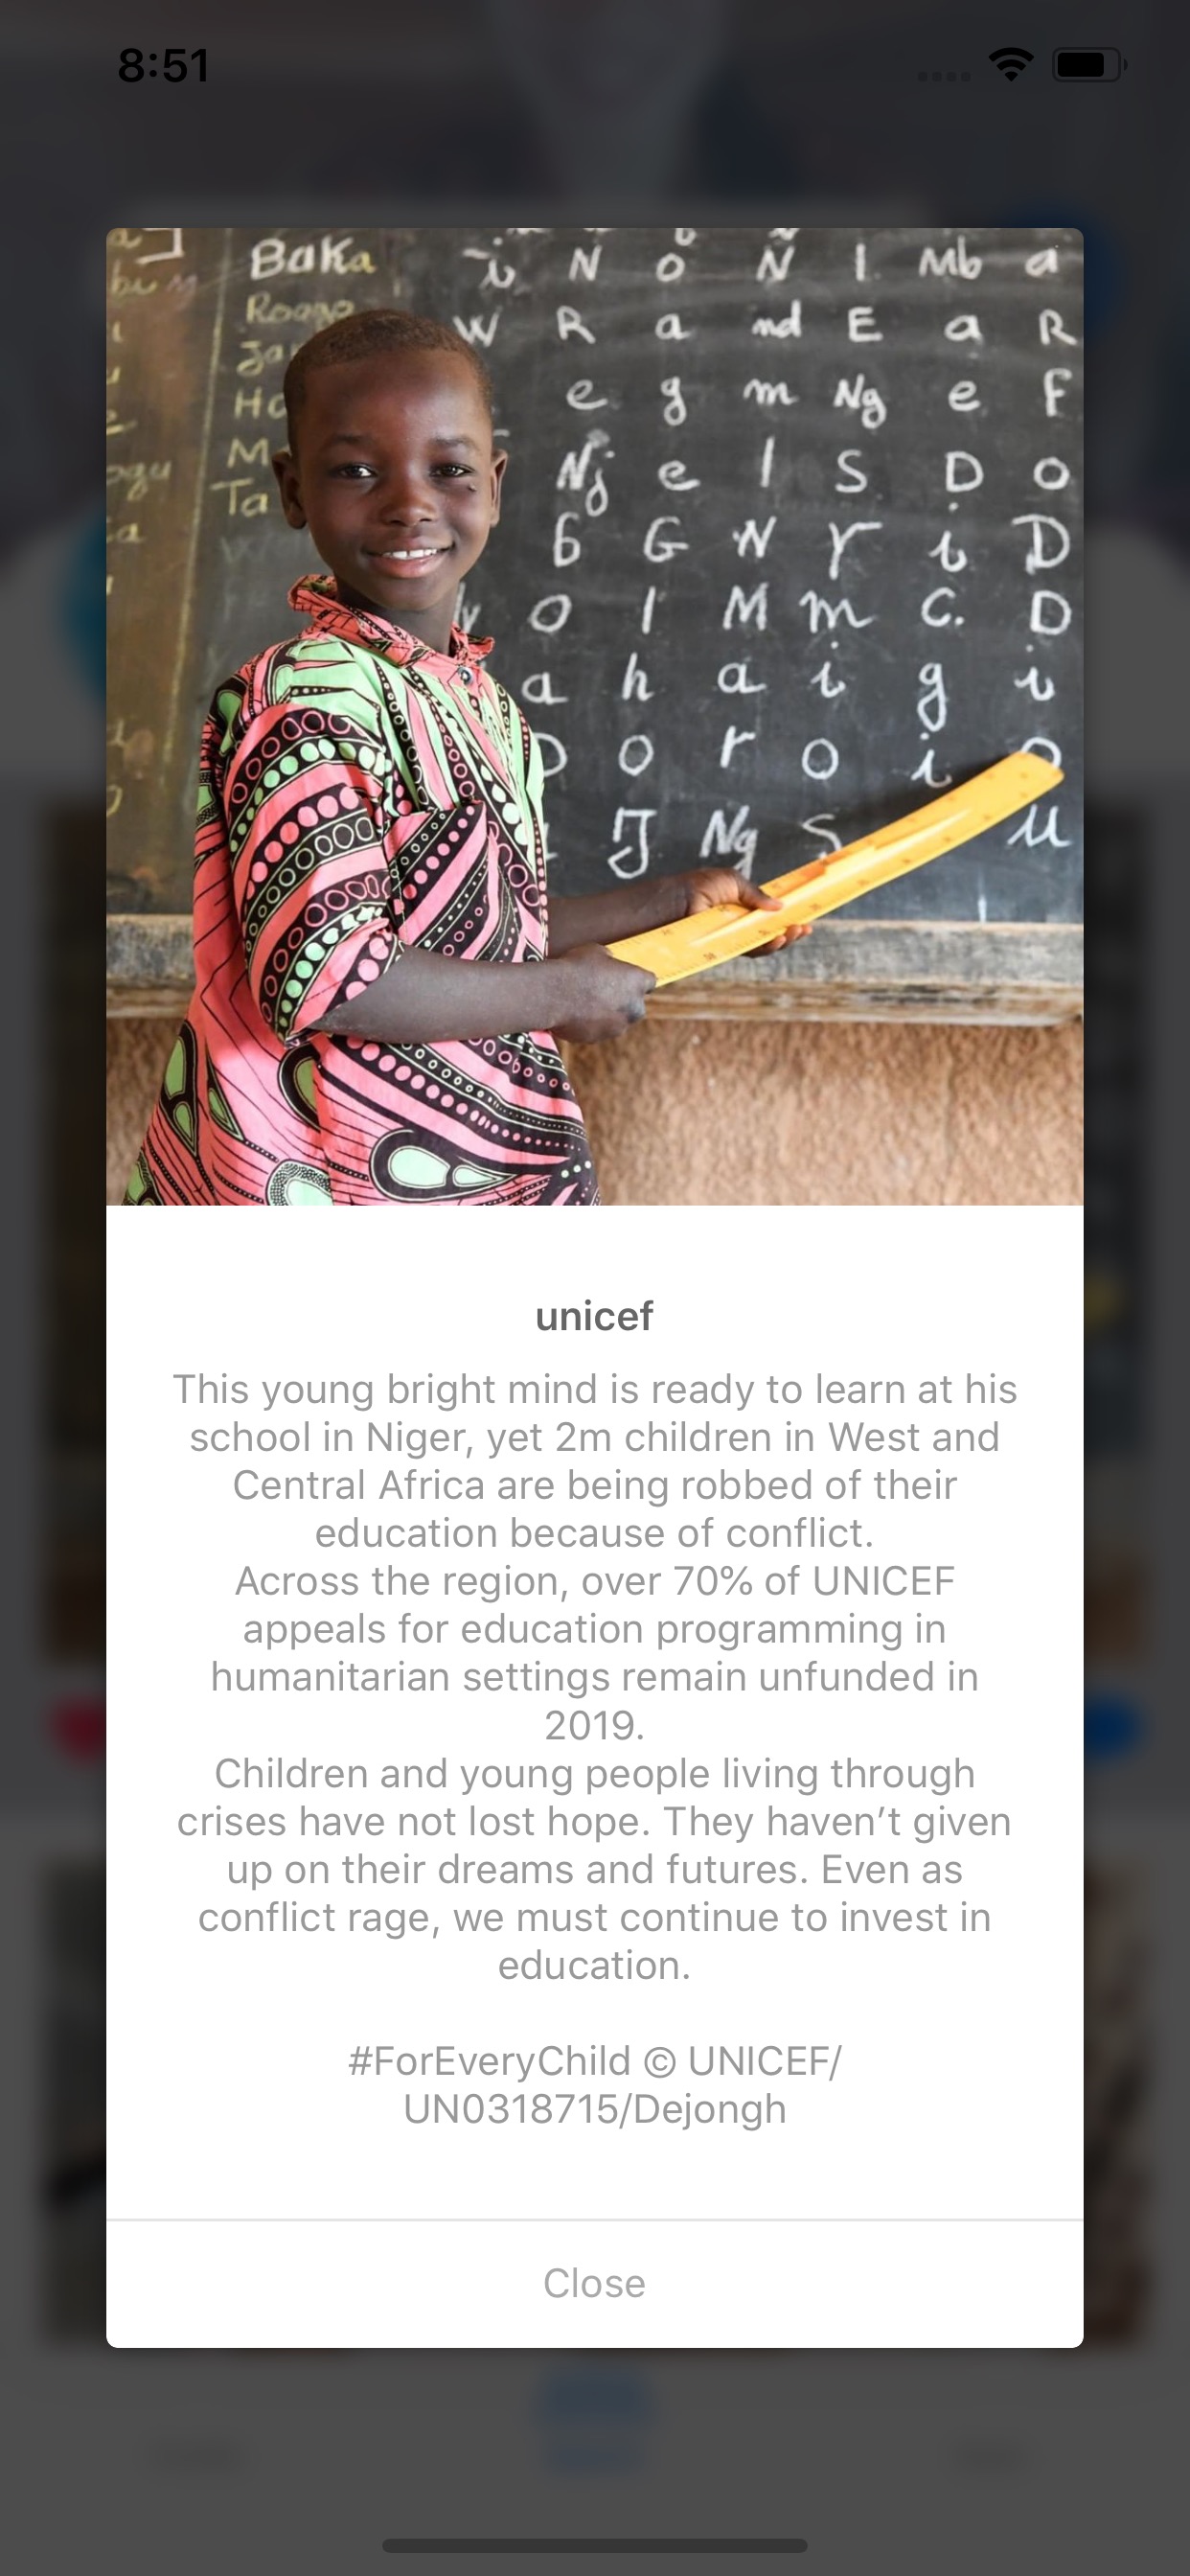 8:51
BaKa
i N o Ñ l Mb a
W R a nd E a R
e g m Ng e F
Ta Nj e l S D o
6 G N r i D
o l M m C. D
a h a i g i
o r o i o
J Ng S u
unicef
This young bright mind is ready to learn at his
school in Niger, yet 2m children in West and
Central Africa are being robbed of their
education because of conflict.
Across the region, over 70% of UNICEF
appeals for education programming in
humanitarian settings remain unfunded in
2019.
Children and young people living through
crises have not lost hope. They haven’t given
up on their dreams and futures. Even as
conflict rage, we must continue to invest in
education.
#ForEveryChild © UNICEF/
UN0318715/Dejongh
Close